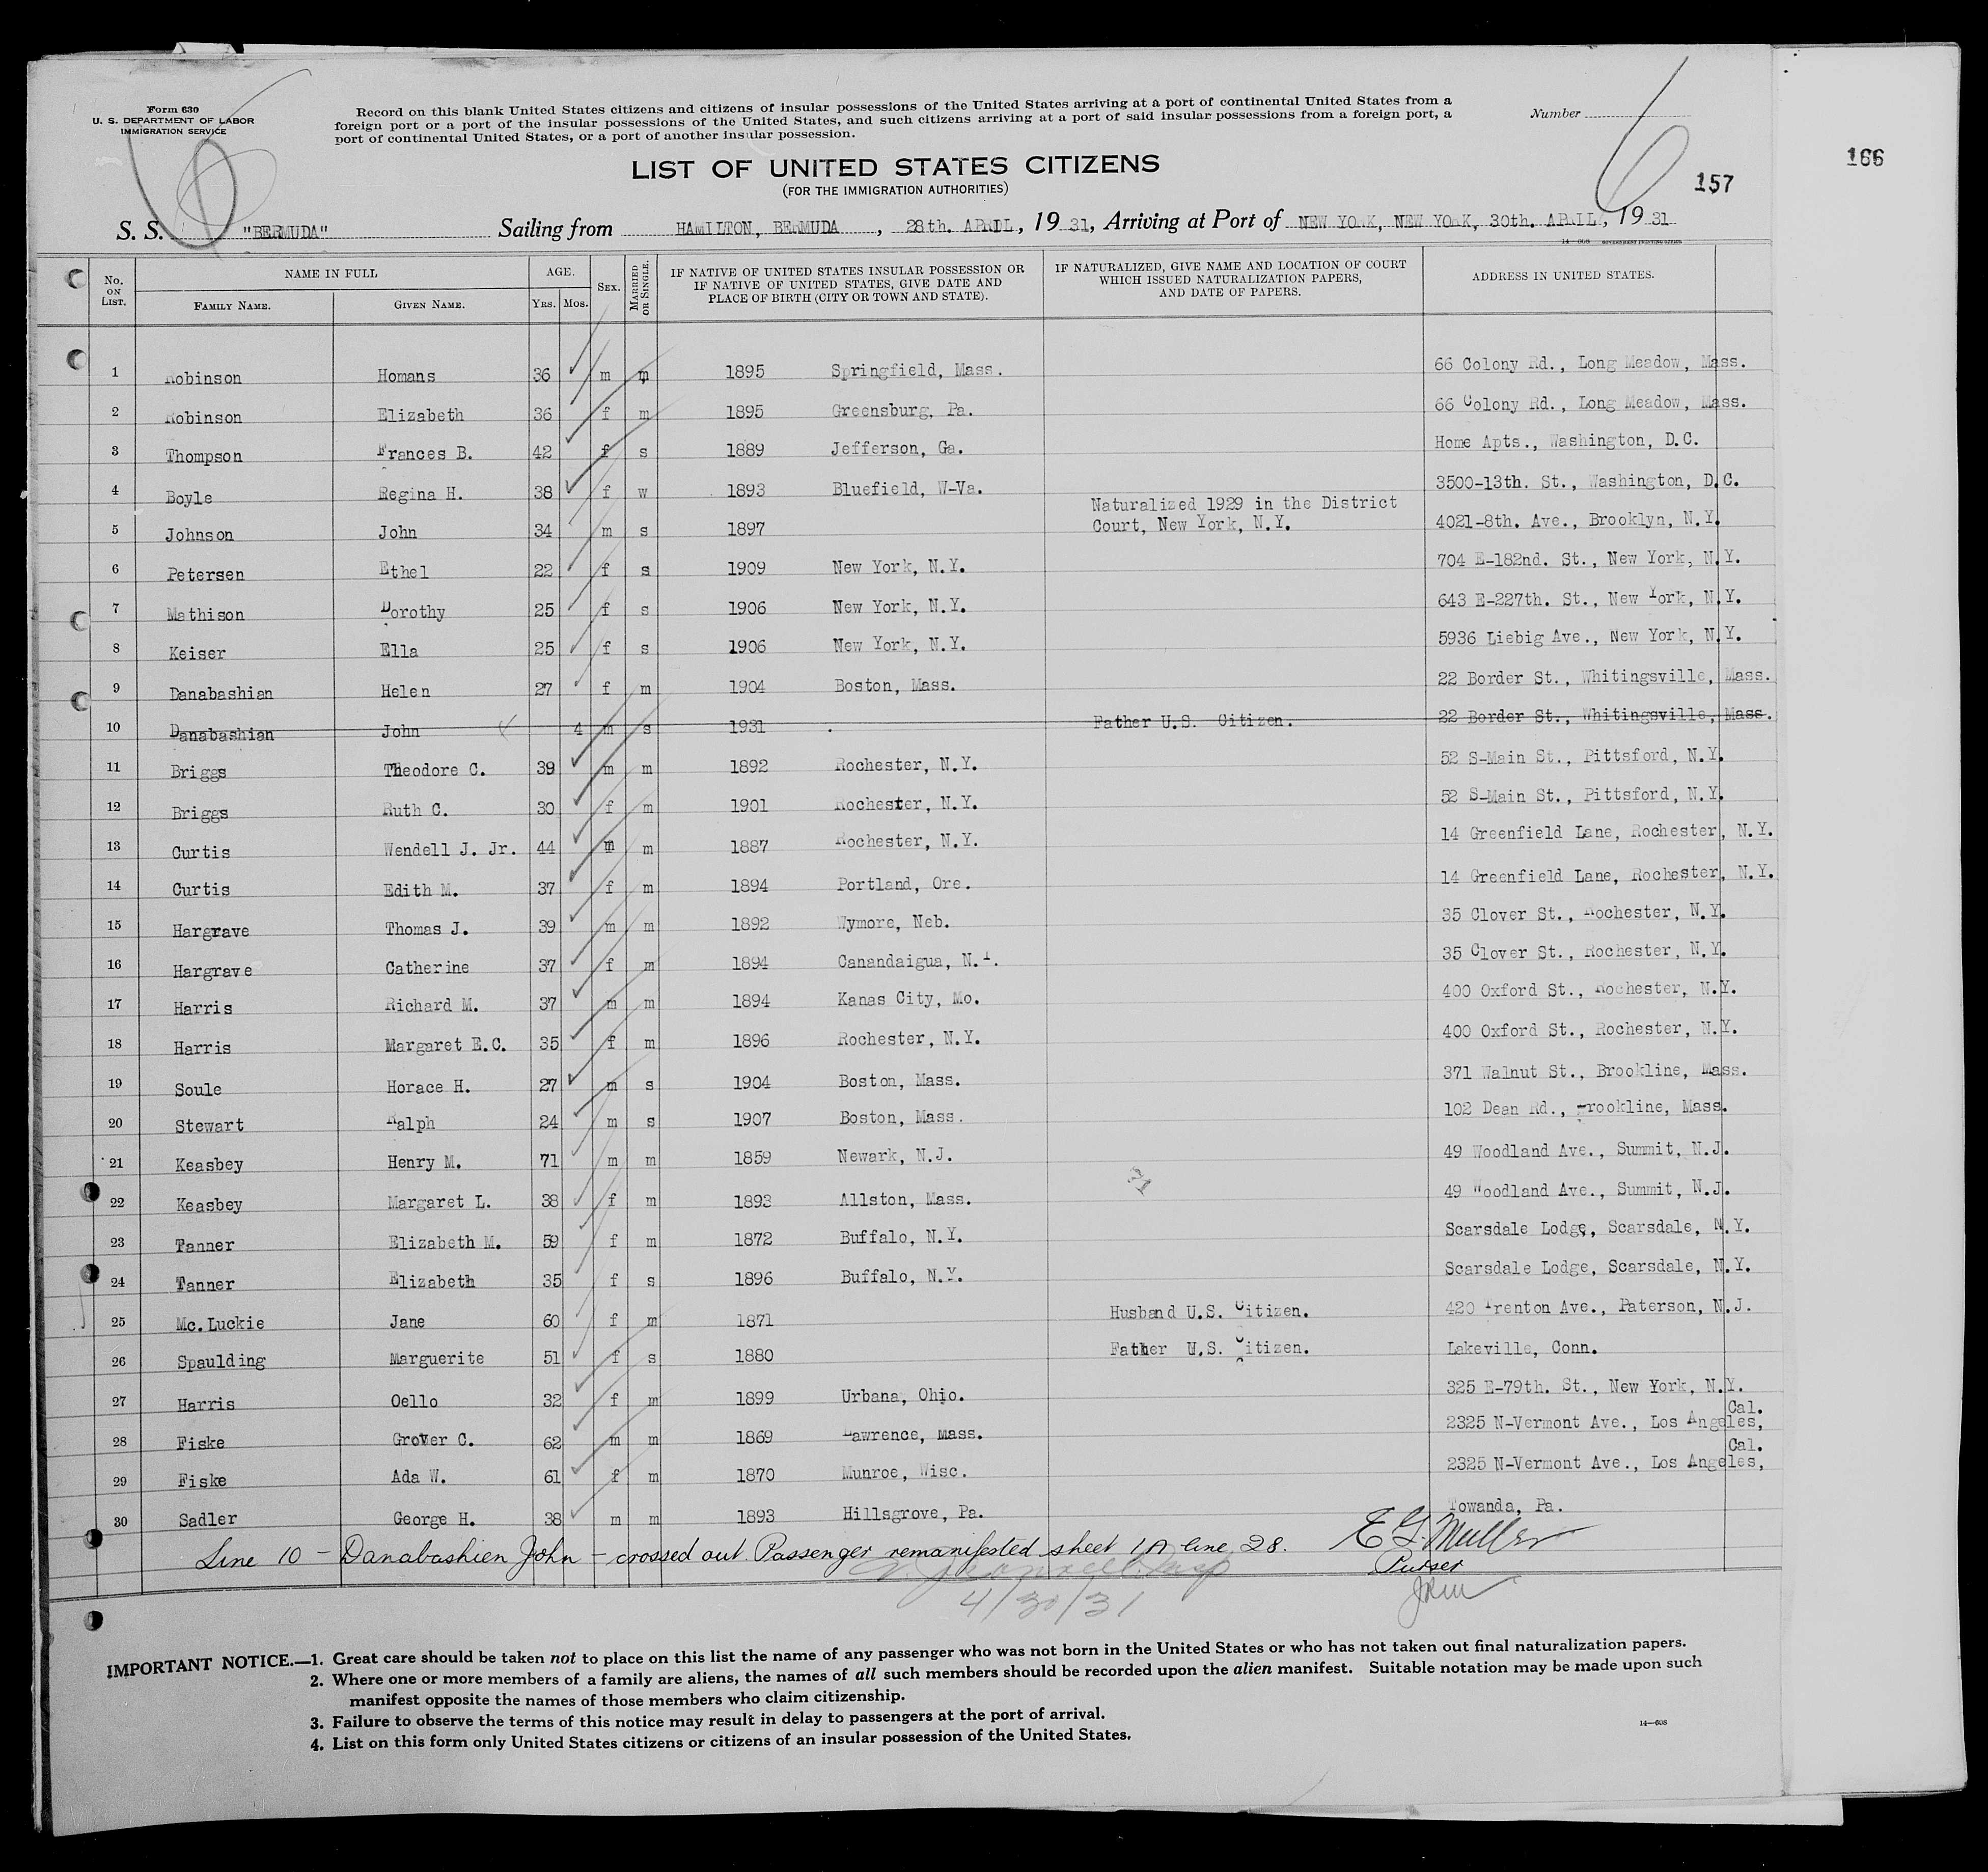 Form 630
U. S. DEPARTMENT OF LABOR
IMMIGRATION SERVICE
Record on this blank United States citizens and citizens of insular possessions of the United States arriving at a port of continental United States from a
foreign port or a port of the insular possessions of the United States, and such citizens arriving at a port of said insular possessions from a foreign port, a
port of continental United States, or a port of another insular possession.
Number
166
157
LIST OF UNITED STATES CITIZENS
(FOR THE IMMIGRATION AUTHORITIES)
S. S. "BERMUDA" Sailing from HAMILTON, BERMUDA, 28th. APRIL, 19 31, Arriving at Port of NEW YORK, NEW YORK, 30th. APRIL, 19 31
14—608 GOVERNMENT PRINTING OFFICE
No. ON LIST. NAME IN FULL FAMILY NAME. GIVEN NAME. AGE. YRS. MOS. SEX. MARRIED OR SINGLE. IF NATIVE OF UNITED STATES INSULAR POSSESSION OR IF NATIVE OF UNITED STATES, GIVE DATE AND PLACE OF BIRTH (CITY OR TOWN AND STATE). IF NATURALIZED, GIVE NAME AND LOCATION OF COURT WHICH ISSUED NATURALIZATION PAPERS, AND DATE OF PAPERS. ADDRESS IN UNITED STATES.
1 Robinson Homans 36 m m 1895 Springfield, Mass. 66 Colony Rd., Long Meadow, Mass.
2 Robinson Elizabeth 36 f m 1895 Greensburg, Pa. 66 Colony Rd., Long Meadow, Mass.
3 Thompson Frances B. 42 f s 1889 Jefferson, Ga. Home Apts., Washington, D.C.
4 Boyle Regina H. 38 f w 1893 Bluefield, W-Va. 3500-13th. St., Washington, D.C.
5 Johnson John 34 m s 1897 Naturalized 1929 in the District Court, New York, N.Y. 4021-8th. Ave., Brooklyn, N.Y.
6 Petersen Ethel 22 f s 1909 New York, N.Y. 704 E-182nd. St., New York, N.Y.
7 Mathison Dorothy 25 f s 1906 New York, N.Y. 643 E-227th. St., New York, N.Y.
8 Keiser Ella 25 f s 1906 New York, N.Y. 5936 Liebig Ave., New York, N.Y.
9 Danabashian Helen 27 f m 1904 Boston, Mass. 22 Border St., Whitingsville, Mass.
10 Danabashian John 4 m s 1931 . Father U.S. Citizen. 22 Border St., Whitingsville, Mass.
11 Briggs Theodore C. 39 m m 1892 Rochester, N.Y. 52 S-Main St., Pittsford, N.Y.
12 Briggs Ruth C. 30 f m 1901 Rochester, N.Y. 52 S-Main St., Pittsford, N.Y.
13 Curtis Wendell J. Jr. 44 m m 1887 Rochester, N.Y. 14 Greenfield Lane, Rochester, N.Y.
14 Curtis Edith M. 37 f m 1894 Portland, Ore. 14 Greenfield Lane, Rochester, N.Y.
15 Hargrave Thomas J. 39 m m 1892 Wymore, Neb. 35 Clover St., Rochester, N.Y.
16 Hargrave Catherine 37 f m 1894 Canandaigua, N.Y. 35 Clover St., Rochester, N.Y.
17 Harris Richard M. 37 m m 1894 Kanas City, Mo. 400 Oxford St., Rochester, N.Y.
18 Harris Margaret E.C. 35 f m 1896 Rochester, N.Y. 400 Oxford St., Rochester, N.Y.
19 Soule Horace H. 27 m s 1904 Boston, Mass. 371 Walnut St., Brookline, Mass.
20 Stewart Ralph 24 m s 1907 Boston, Mass. 102 Dean Rd., Brookline, Mass.
21 Keasbey Henry M. 71 m m 1859 Newark, N.J. 49 Woodland Ave., Summit, N.J.
22 Keasbey Margaret L. 38 f m 1893 Allston, Mass. 49 Woodland Ave., Summit, N.J.
23 Tanner Elizabeth M. 59 f m 1872 Buffalo, N.Y. Scarsdale Lodge, Scarsdale, N.Y.
24 Tanner Elizabeth 35 f s 1896 Buffalo, N.Y. Scarsdale Lodge, Scarsdale, N.Y.
25 Mc.Luckie Jane 60 f m 1871 Husband U.S. Citizen. 420 Trenton Ave., Paterson, N.J.
26 Spaulding Marguerite 51 f s 1880 Father U.S. Citizen. Lakeville, Conn.
27 Harris Oello 32 f m 1899 Urbana, Ohio. 325 E-79th. St., New York, N.Y.
28 Fiske Grover C. 62 m m 1869 Lawrence, Mass. 2325 N-Vermont Ave., Los Angeles, Cal.
29 Fiske Ada W. 61 f m 1870 Munroe, Wisc. 2325 N-Vermont Ave., Los Angeles, Cal.
30 Sadler George H. 38 m m 1893 Hillsgrove, Pa. Towanda, Pa.
Line 10 - Danabashien John - crossed out. Passenger remanifested sheet 1A line 28. E G. Muller
Purser
4/30/31
IMPORTANT NOTICE.—1. Great care should be taken not to place on this list the name of any passenger who was not born in the United States or who has not taken out final naturalization papers.
2. Where one or more members of a family are aliens, the names of all such members should be recorded upon the alien manifest. Suitable notation may be made upon such
manifest opposite the names of those members who claim citizenship.
3. Failure to observe the terms of this notice may result in delay to passengers at the port of arrival.
4. List on this form only United States citizens or citizens of an insular possession of the United States.
14—608